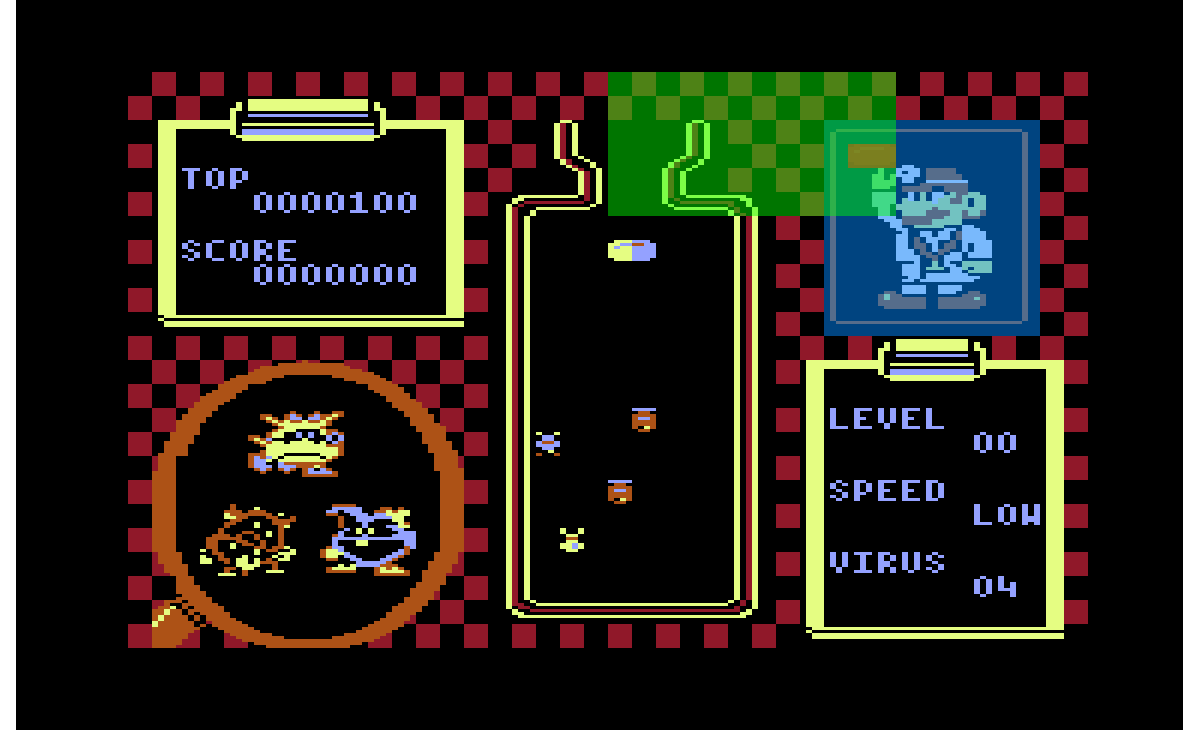 TOP
0000100
SCORE
0000000
LEVEL
00
SPEED
LOW
VIRUS
04